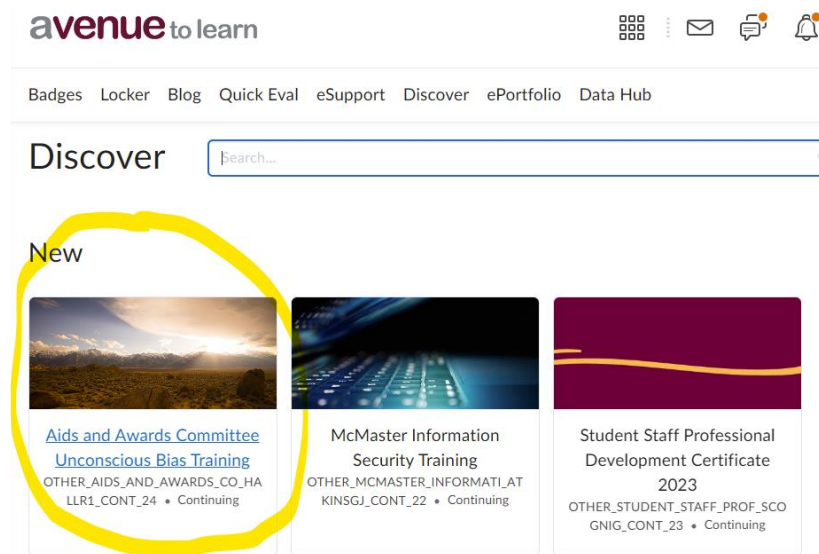 avenue to learn
Badges Locker Blog Quick Eval eSupport Discover ePortfolio Data Hub
Discover
Search...
New
Aids and Awards Committee
Unconscious Bias Training
OTHER_AIDS_AND_AWARDS_CO_HA
LLR1_CONT_24 • Continuing
McMaster Information
Security Training
OTHER_MCMASTER_INFORMATI_AT
KINSGJ_CONT_22 • Continuing
Student Staff Professional
Development Certificate
2023
OTHER_STUDENT_STAFF_PROF_SCO
GNIG_CONT_23 • Continuing